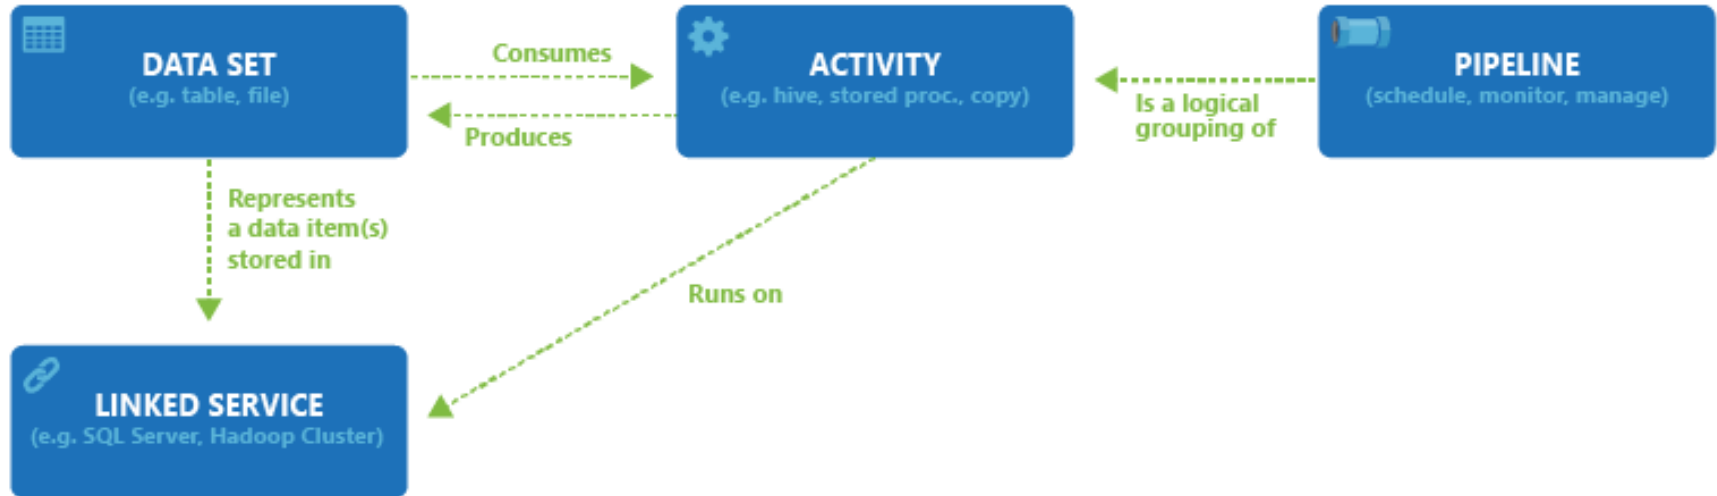 DATA SET
(e.g. table, file)
Consumes
Produces
ACTIVITY
(e.g. hive, stored proc., copy)
Is a logical
grouping of
PIPELINE
(schedule, monitor, manage)
Represents
a data item(s)
stored in
Runs on
LINKED SERVICE
(e.g. SQL Server, Hadoop Cluster)